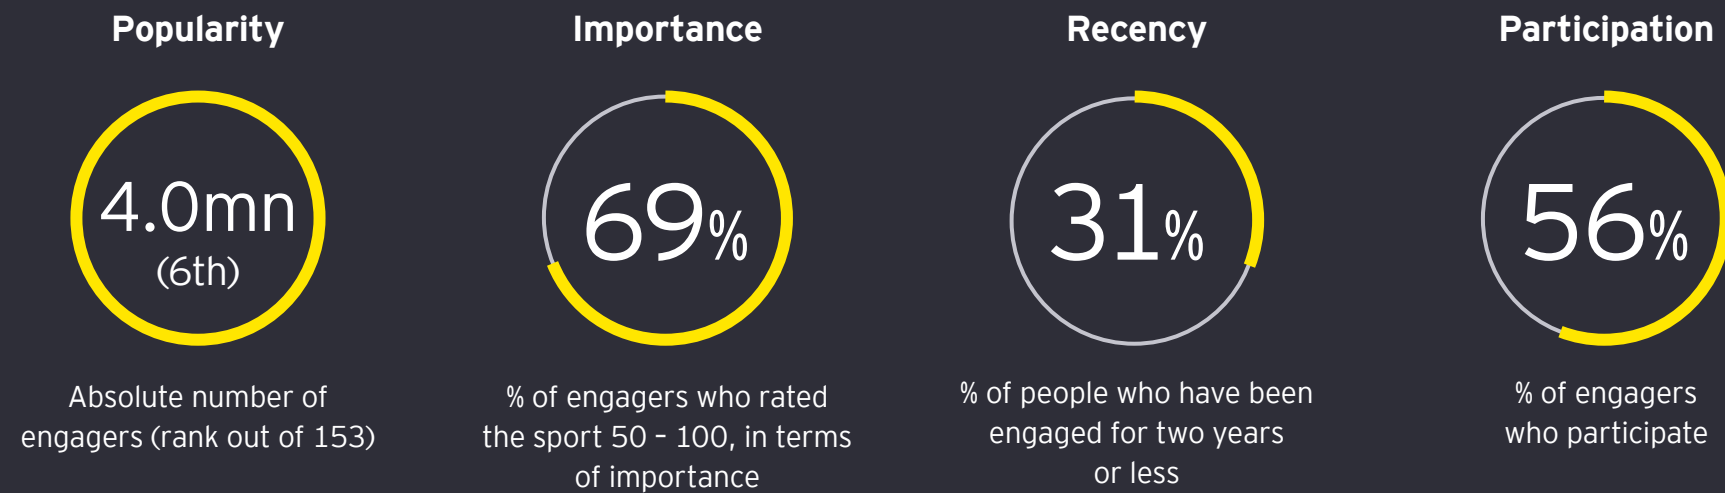 Popularity
4.0mn
(6th)
Absolute number of
engagers (rank out of 153)
Importance
69%
% of engagers who rated
the sport 50 – 100, in terms
of importance
Recency
31%
% of people who have been
engaged for two years
or less
Participation
56%
% of engagers
who participate